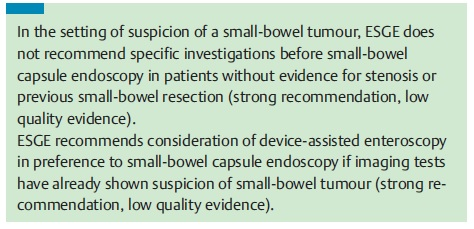 In the setting of suspicion of a small-bowel tumour, ESGE does
not recommend specific investigations before small-bowel
capsule endoscopy in patients without evidence for stenosis or
previous small-bowel resection (strong recommendation, low
quality evidence).
ESGE recommends consideration of device-assisted enteroscopy
in preference to small-bowel capsule endoscopy if imaging tests
have already shown suspicion of small-bowel tumour (strong re-
commendation, low quality evidence).